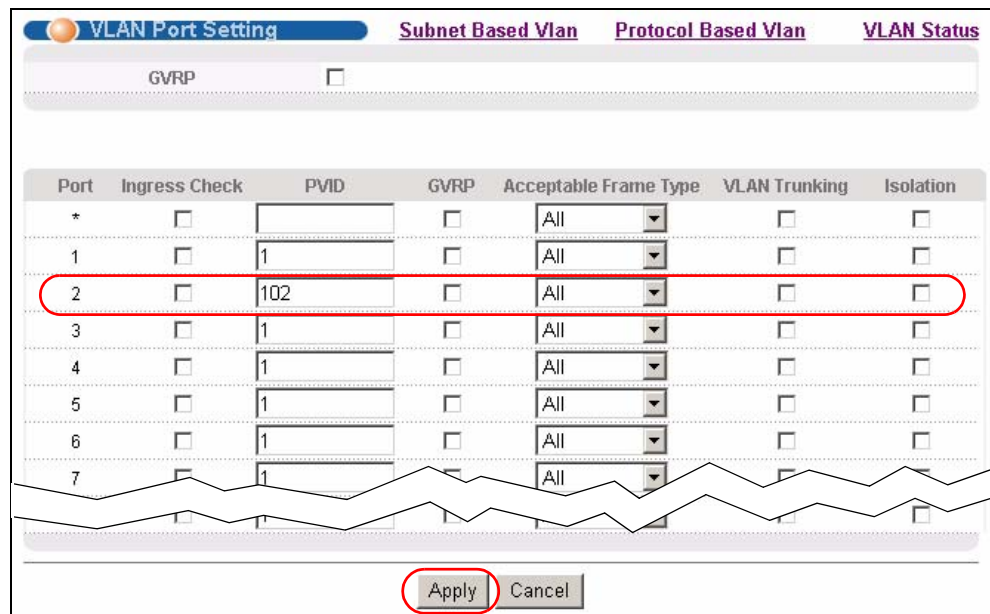 VLAN Port Setting Subnet Based Vlan Protocol Based Vlan VLAN Status
GVRP
Port Ingress Check PVID GVRP Acceptable Frame Type VLAN Trunking Isolation
* All
1 1 All
2 102 All
3 1 All
4 1 All
5 1 All
6 1 All
7 1 All
Apply Cancel